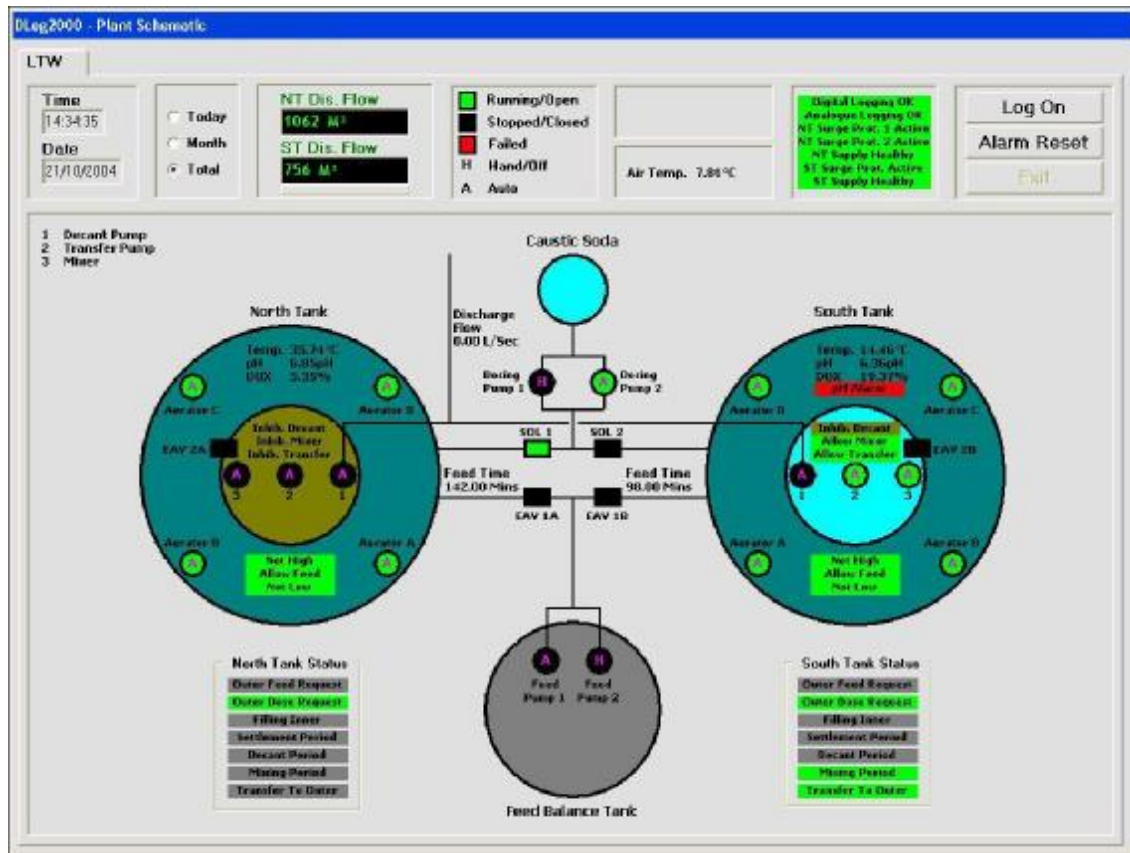 DLog2000 - Plant Schematic
LTW
Time
14:34:35
Date
21/10/2004
Today
Month
Total
NT Dis. Flow
1062 M³
ST Dis. Flow
756 M³
Running/Open
Stopped/Closed
Failed
H Hand/Off
A Auto
Air Temp. 7.81°C
Digital Logging OK
Analogue Logging OK
NT Surge Prot. 1 Active
NT Surge Prot. 2 Active
NT Supply Healthy
ST Surge Prot. Active
ST Supply Healthy
Log On
Alarm Reset
Exit
1 Decant Pump
2 Transfer Pump
3 Mixer
Caustic Soda
Discharge
Flow
0.00 L/Sec
Dosing
Pump 1
H
A
Dosing
Pump 2
North Tank
Temp. 35.74°C
pH 6.85pH
DOX 5.35%
A
A
Aerator C
Aerator D
Inhib. Decant
Inhib. Mixer
Inhib. Transfer
EAV 2A
A
A
A
3
2
1
Aerator B
Aerator A
A
A
Not High
Allow Feed
Not Low
SOL 1
SOL 2
Feed Time
142.00 Mins
Feed Time
98.00 Mins
EAV 1A
EAV 1B
South Tank
Temp. 14.46°C
pH 6.36pH
DOX 19.37%
pH Alarm
A
A
Aerator C
Inhib. Decant
Allow Mixer
Allow Transfer
EAV 2B
A
A
A
1
2
3
Aerator A
Aerator B
A
A
Not High
Allow Feed
Not Low
A
H
Feed
Pump 1
Feed
Pump 2
Feed Balance Tank
North Tank Status
Outer Feed Request
Outer Dose Request
Filling Inner
Settlement Period
Decant Period
Mixing Period
Transfer To Outer
South Tank Status
Outer Feed Request
Outer Dose Request
Filling Inner
Settlement Period
Decant Period
Mixing Period
Transfer To Outer